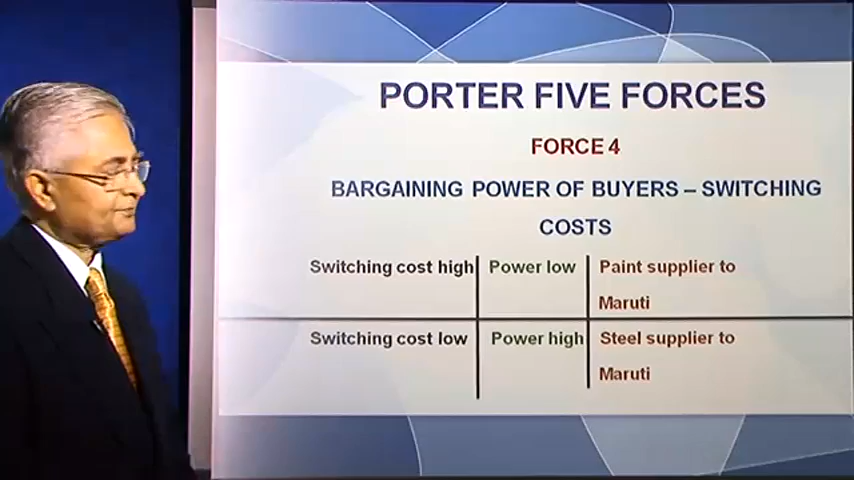 PORTER FIVE FORCES
FORCE 4
BARGAINING POWER OF BUYERS – SWITCHING
COSTS
Switching cost high Power low Paint supplier to
Maruti
Switching cost low Power high Steel supplier to
Maruti